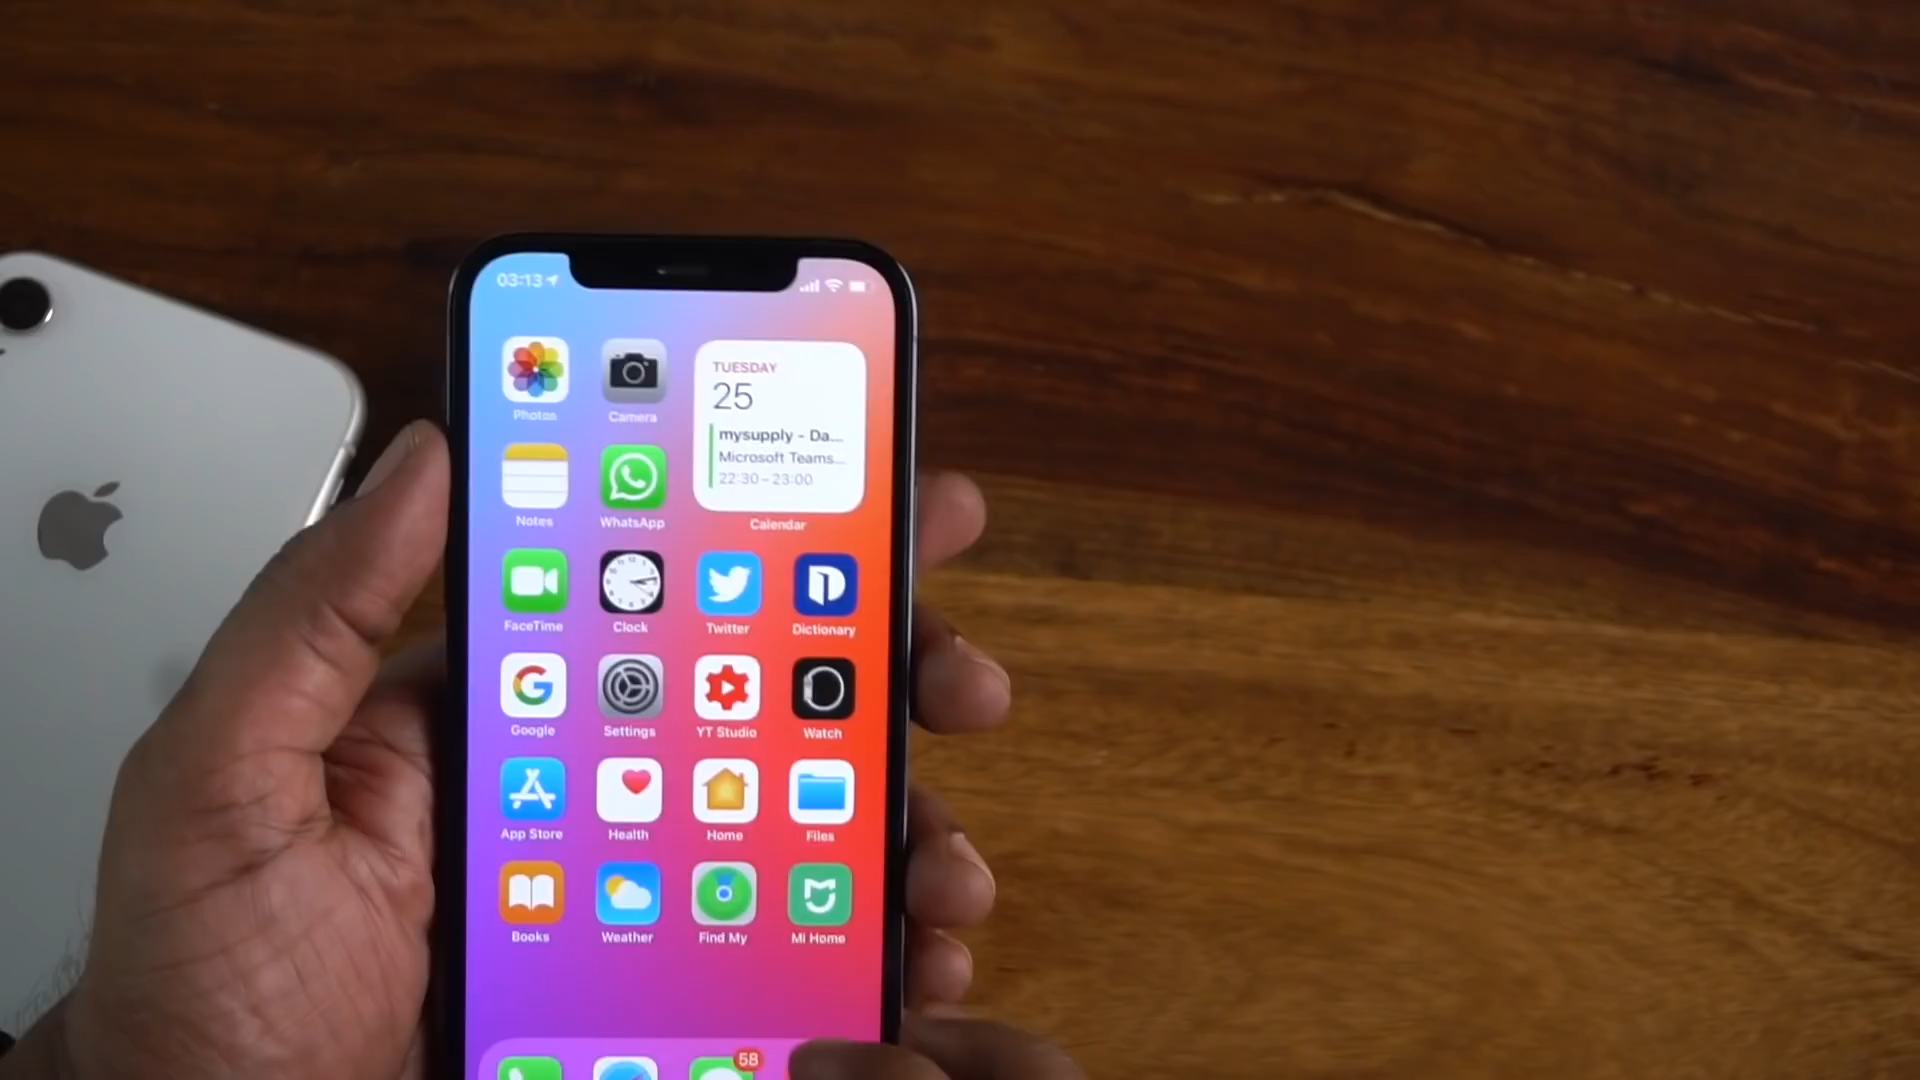 03:13
TUESDAY
25
mysupply - Da...
Microsoft Teams...
22:30-23:00
Photos
Camera
Calendar
Notes
WhatsApp
FaceTime
Clock
Twitter
Dictionary
Google
Settings
YT Studio
Watch
App Store
Health
Home
Files
Books
Weather
Find My
Mi Home
58